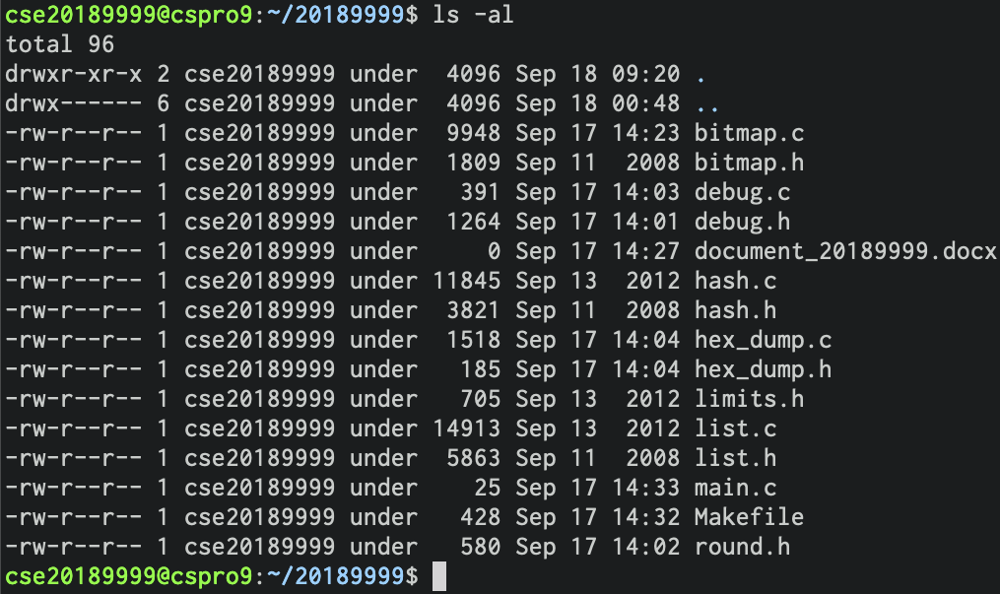 cse20189999@cspro9:~/20189999$ ls -al
total 96
drwxr-xr-x 2 cse20189999 under  4096 Sep 18 09:20 .
drwx------ 6 cse20189999 under  4096 Sep 18 00:48 ..
-rw-r--r-- 1 cse20189999 under  9948 Sep 17 14:23 bitmap.c
-rw-r--r-- 1 cse20189999 under  1809 Sep 11  2008 bitmap.h
-rw-r--r-- 1 cse20189999 under   391 Sep 17 14:03 debug.c
-rw-r--r-- 1 cse20189999 under  1264 Sep 17 14:01 debug.h
-rw-r--r-- 1 cse20189999 under     0 Sep 17 14:27 document_20189999.docx
-rw-r--r-- 1 cse20189999 under 11845 Sep 13  2012 hash.c
-rw-r--r-- 1 cse20189999 under  3821 Sep 11  2008 hash.h
-rw-r--r-- 1 cse20189999 under  1518 Sep 17 14:04 hex_dump.c
-rw-r--r-- 1 cse20189999 under   185 Sep 17 14:04 hex_dump.h
-rw-r--r-- 1 cse20189999 under   705 Sep 13  2012 limits.h
-rw-r--r-- 1 cse20189999 under 14913 Sep 13  2012 list.c
-rw-r--r-- 1 cse20189999 under  5863 Sep 11  2008 list.h
-rw-r--r-- 1 cse20189999 under    25 Sep 17 14:33 main.c
-rw-r--r-- 1 cse20189999 under   428 Sep 17 14:32 Makefile
-rw-r--r-- 1 cse20189999 under   580 Sep 17 14:02 round.h
cse20189999@cspro9:~/20189999$